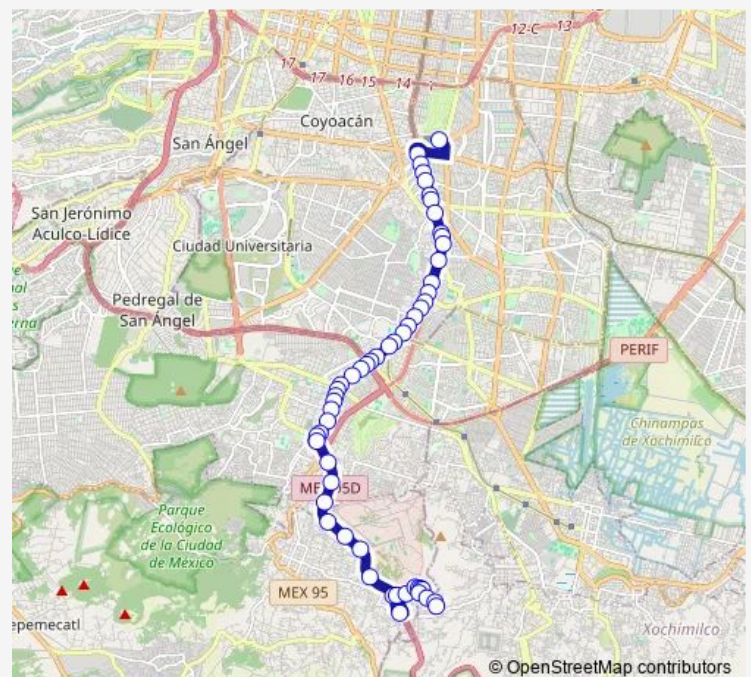 12-C
13
17
17
16
15
14
Coyoacán
San Ángel
San Jerónimo
Aculco-Lídice
Ciudad Universitaria
Pedregal de
San Ángel
PERIF
Chinampas
de Xochimilco
Parque
Ecológico
de la Ciudad
de México
MEX 95
epemecatl
Xochimilco
© OpenStreetMap contributors